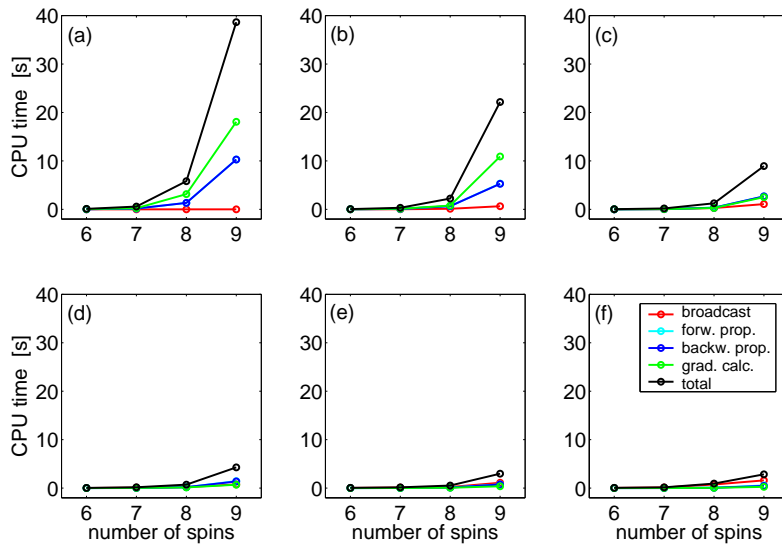 40
30
20
10
0
CPU time [s]
(a)
6 7 8 9
40
30
20
10
0
(b)
6 7 8 9
40
30
20
10
0
(c)
6 7 8 9
40
30
20
10
0
CPU time [s]
(d)
6 7 8 9
number of spins
40
30
20
10
0
(e)
6 7 8 9
number of spins
40
30
20
10
0
(f)
broadcast
forw. prop.
backw. prop.
grad. calc.
total
6 7 8 9
number of spins